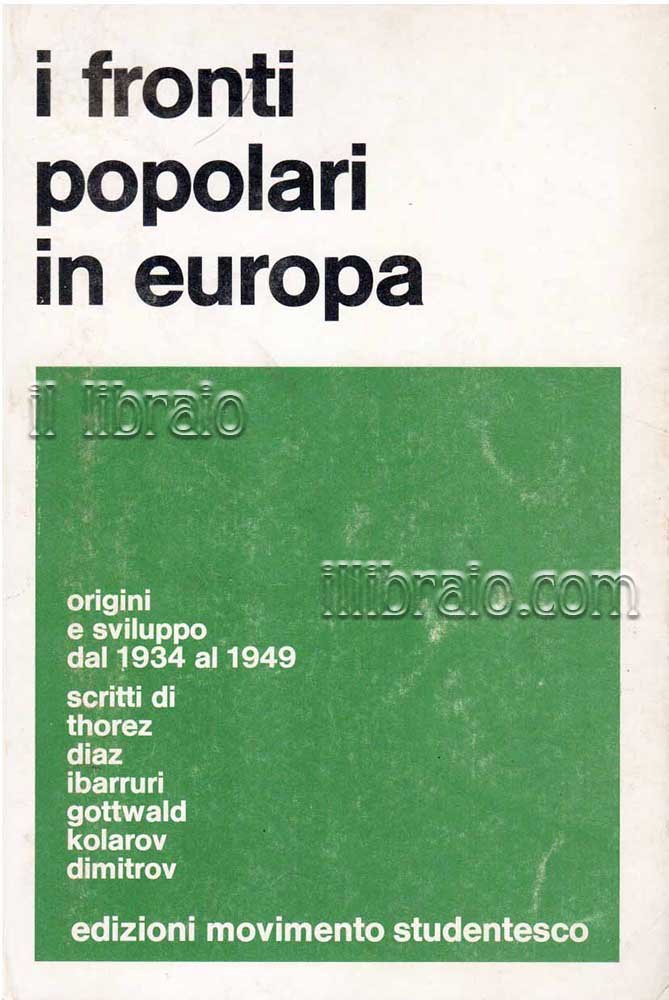 i fronti
popolari
in europa
il libraio
illibraio.com
origini
e sviluppo
dal 1934 al 1949
scritti di
thorez
diaz
ibarruri
gottwald
kolarov
dimitrov
edizioni movimento studentesco